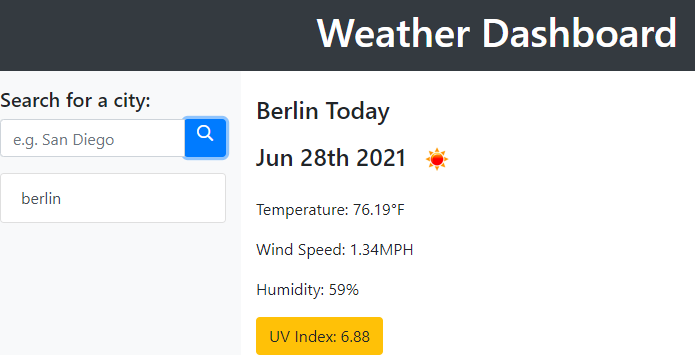 Weather Dashboard
Search for a city:
e.g. San Diego
berlin
Berlin Today
Jun 28th 2021
Temperature: 76.19°F
Wind Speed: 1.34MPH
Humidity: 59%
UV Index: 6.88